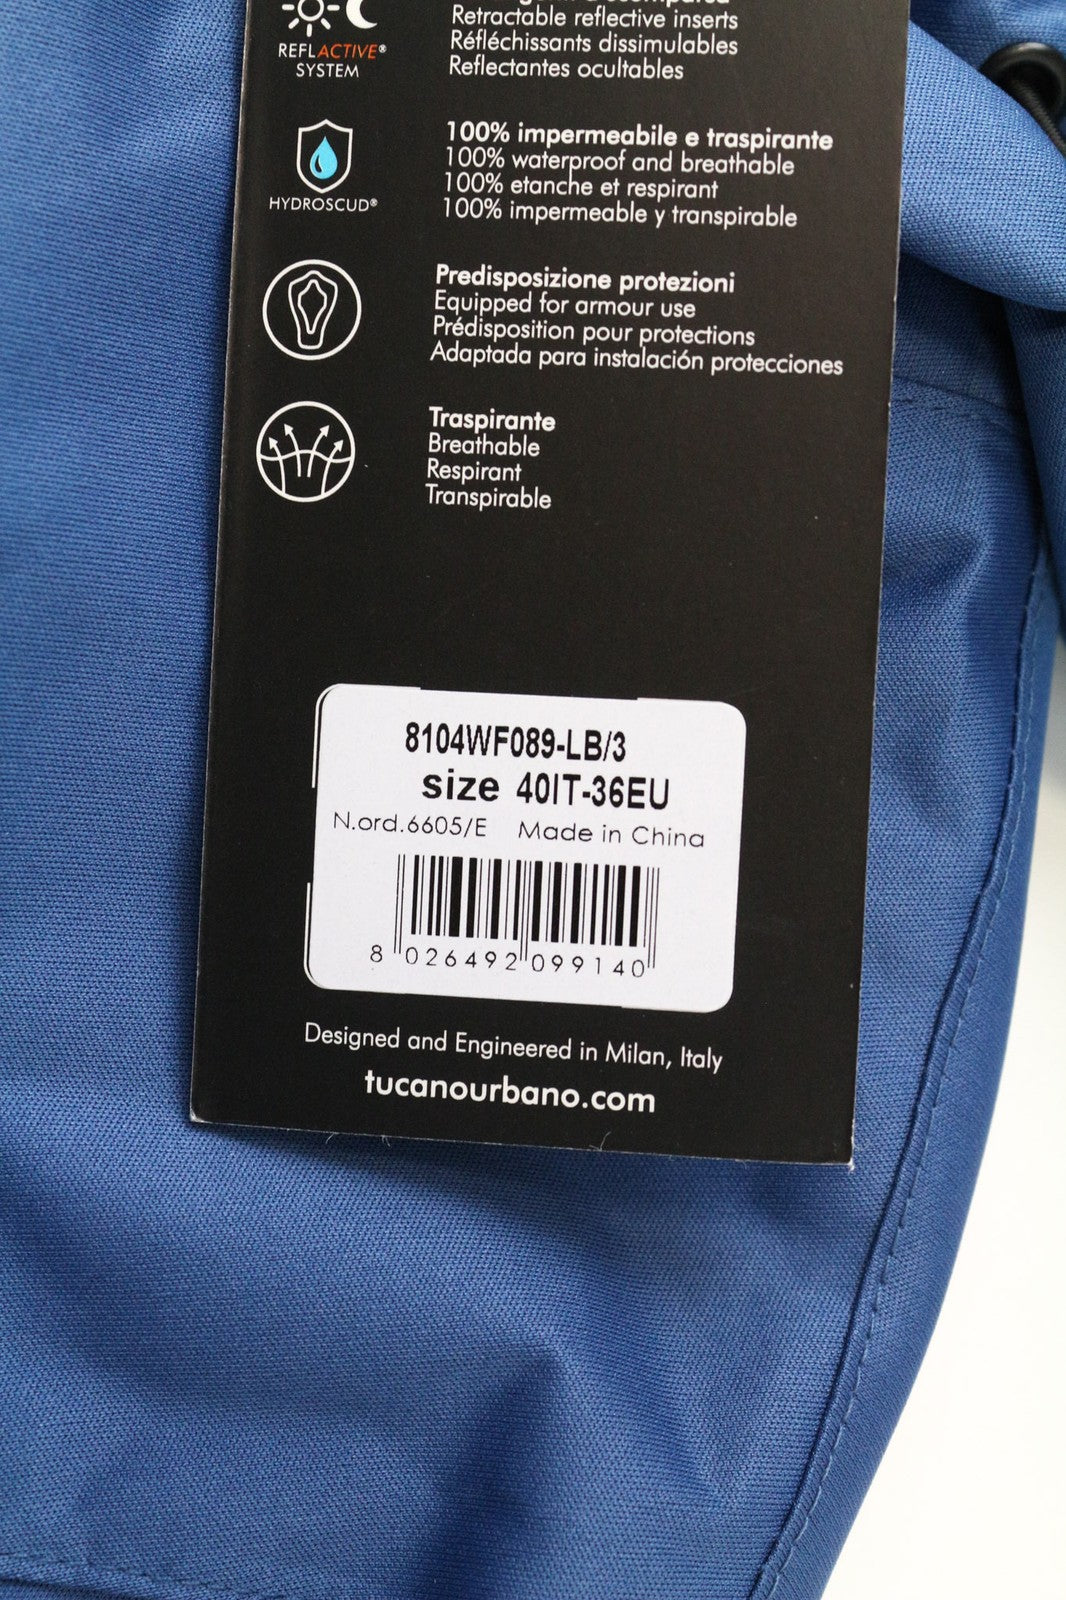 REFLACTIVE®
SYSTEM
Retractable reflective inserts
Réfléchissants dissimulables
Reflectantes ocultables
HYDROSCUD®
100% impermeabile e traspirante
100% waterproof and breathable
100% etanche et respirant
100% impermeable y transpirable
Predisposizione protezioni
Equipped for armour use
Prédisposition pour protections
Adaptada para instalación protecciones
Traspirante
Breathable
Respirant
Transpirable
8104WF089-LB/3
size 40IT-36EU
N.ord.6605/E Made in China
8 026492 099140
Designed and Engineered in Milan, Italy
tucanourbano.com